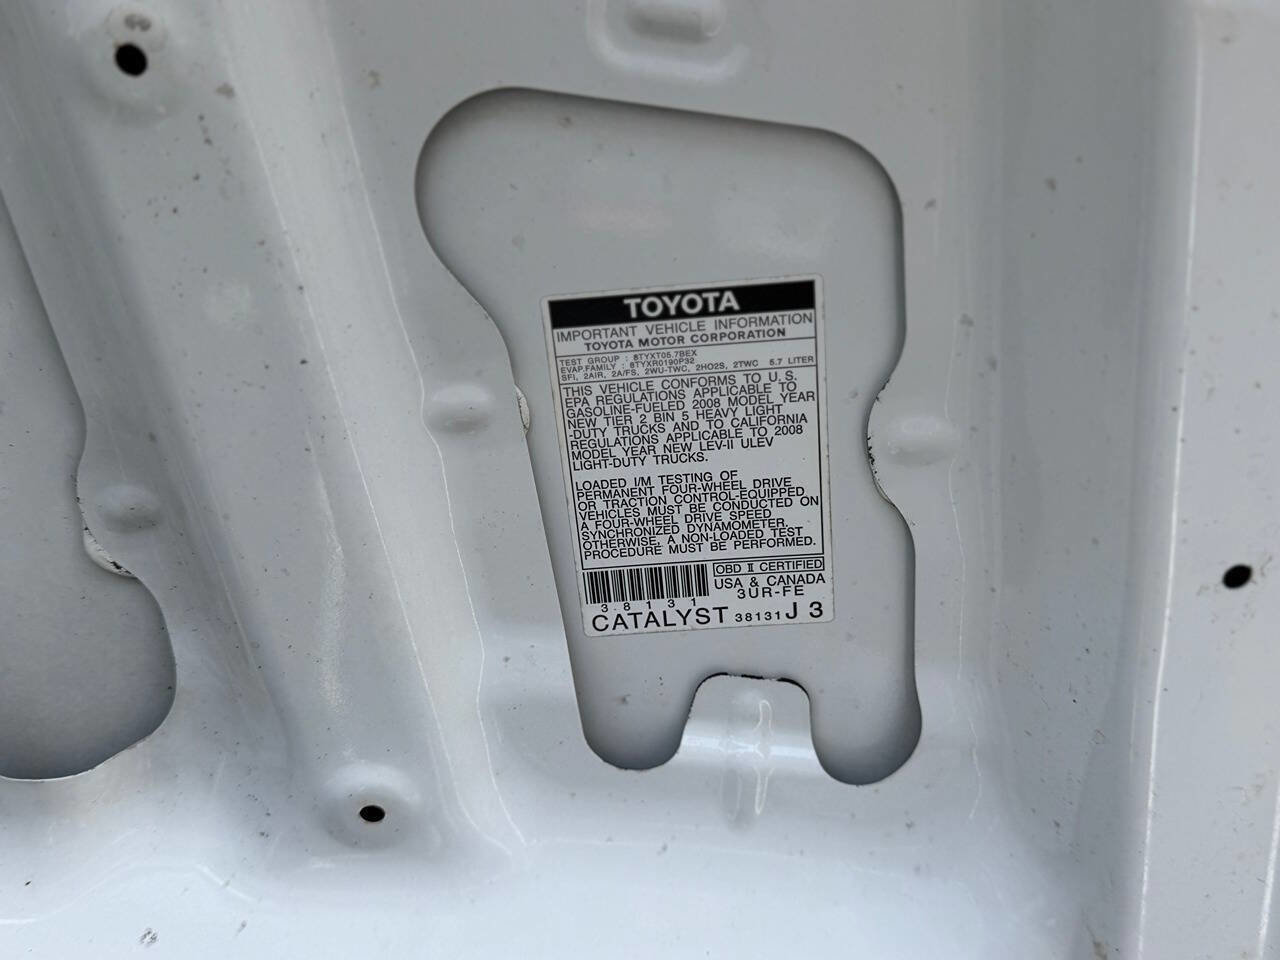 TOYOTA
IMPORTANT VEHICLE INFORMATION
TOYOTA MOTOR CORPORATION
TEST GROUP : 8TYXT05.7BEX
EVAP.FAMILY : 8TYXR0190P32
SFI, 2AIR, 2A/FS, 2WU-TWC, 2HO2S, 2TWC 5.7 LITER
THIS VEHICLE CONFORMS TO U.S.
EPA REGULATIONS APPLICABLE TO
GASOLINE-FUELED 2008 MODEL YEAR
NEW TIER 2 BIN 5 HEAVY LIGHT
-DUTY TRUCKS AND TO CALIFORNIA
REGULATIONS APPLICABLE TO 2008
MODEL YEAR NEW LEV-II ULEV
LIGHT-DUTY TRUCKS.
LOADED I/M TESTING OF
PERMANENT FOUR-WHEEL DRIVE
OR TRACTION CONTROL-EQUIPPED
VEHICLES MUST BE CONDUCTED ON
A FOUR-WHEEL DRIVE SPEED
SYNCHRONIZED DYNAMOMETER.
OTHERWISE, A NON-LOADED TEST
PROCEDURE MUST BE PERFORMED.
OBD II CERTIFIED
USA & CANADA
38131 3UR-FE
CATALYST 38131 J3